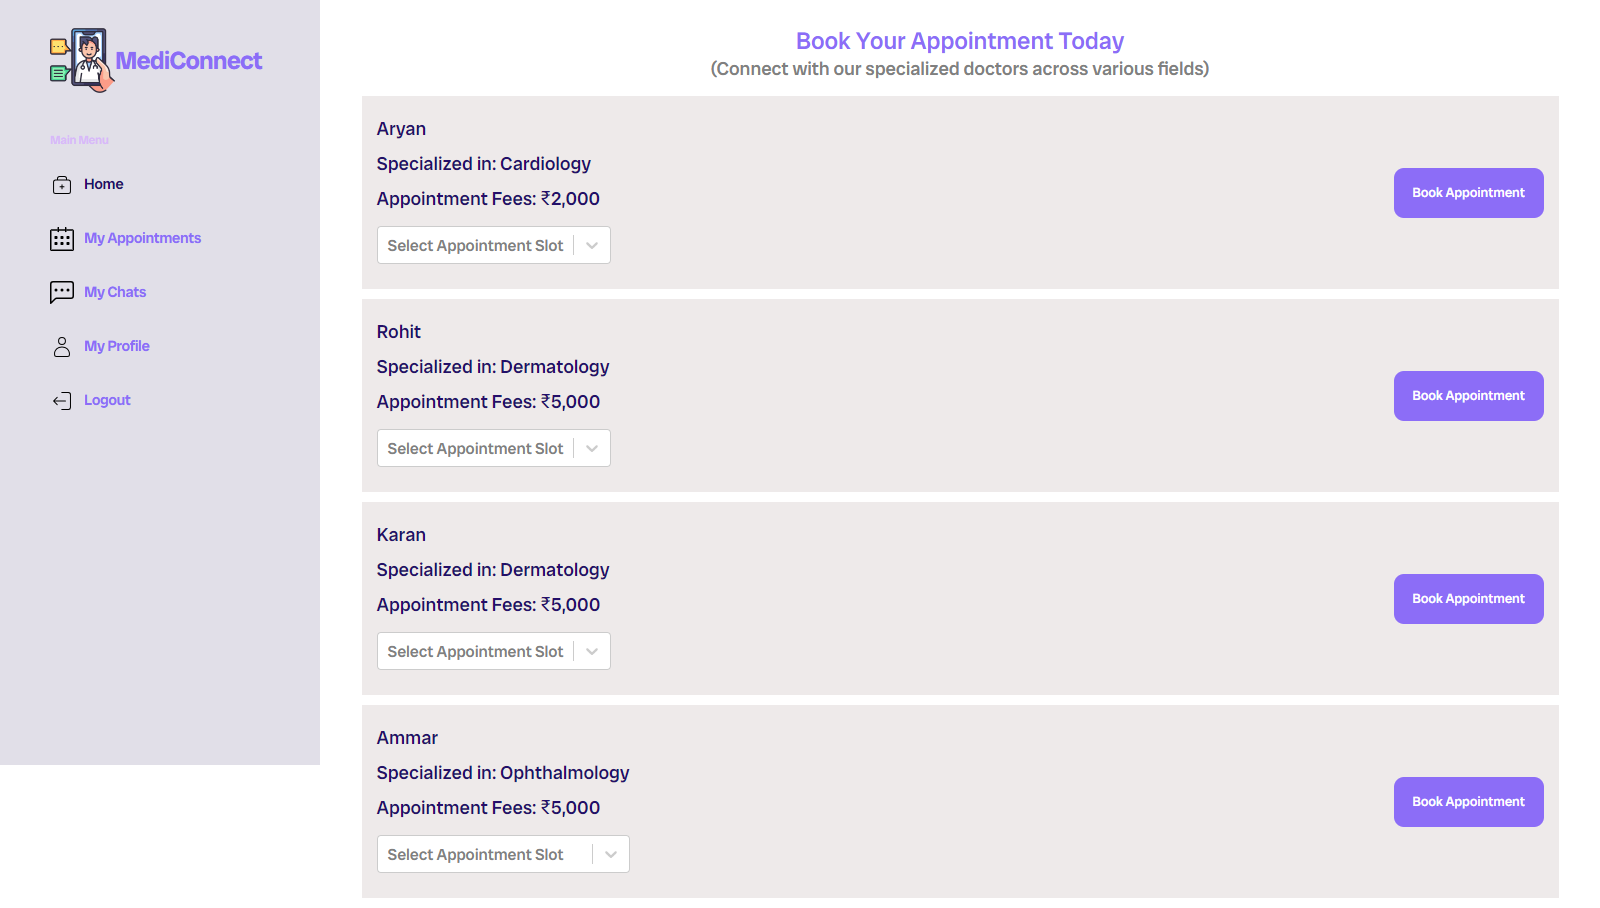 MediConnect
Main Menu
Home
My Appointments
My Chats
My Profile
Logout
Book Your Appointment Today
(Connect with our specialized doctors across various fields)
Aryan
Specialized in: Cardiology
Appointment Fees: ₹2,000
Select Appointment Slot
Book Appointment
Rohit
Specialized in: Dermatology
Appointment Fees: ₹5,000
Select Appointment Slot
Book Appointment
Karan
Specialized in: Dermatology
Appointment Fees: ₹5,000
Select Appointment Slot
Book Appointment
Ammar
Specialized in: Ophthalmology
Appointment Fees: ₹5,000
Select Appointment Slot
Book Appointment